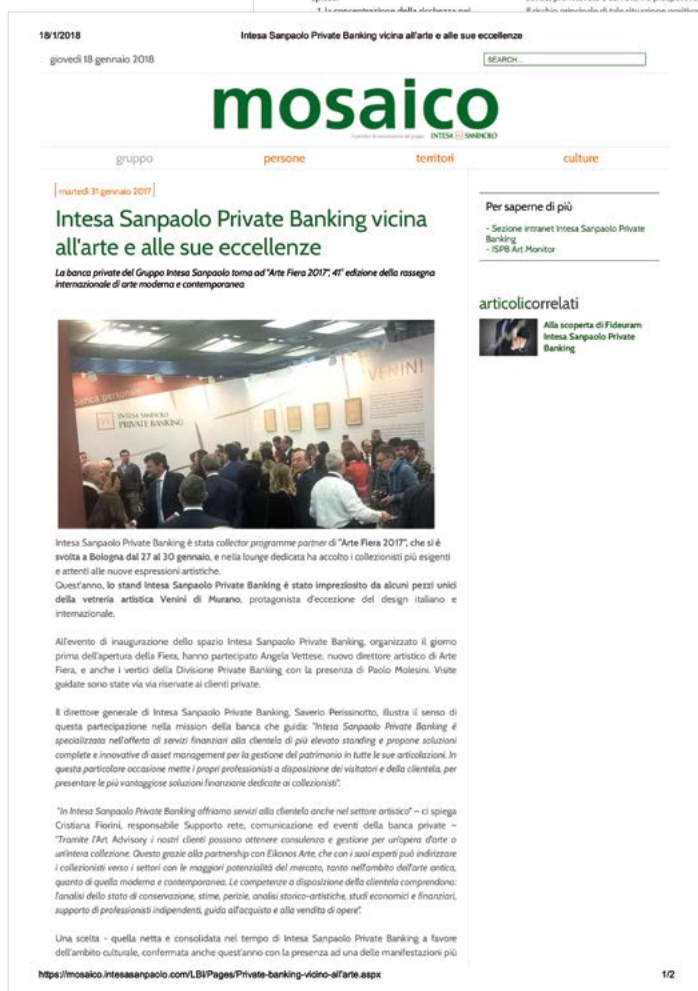 18/1/2018
Intesa Sanpaolo Private Banking vicina all'arte e alle sue eccellenze
giovedì 18 gennaio 2018
SEARCH...
mosaico
INTESA SANPAOLO
gruppo
persone
territori
culture
martedì 31 gennaio 2017
Intesa Sanpaolo Private Banking vicina
all'arte e alle sue eccellenze
La banca private del Gruppo Intesa Sanpaolo torna ad "Arte Fiera 2017", 41° edizione della rassegna
internazionale di arte moderna e contemporanea
banca personale
INTESA SANPAOLO
PRIVATE BANKING
VENINI
Intesa Sanpaolo Private Banking è stata collector programme partner di "Arte Fiera 2017", che si è
svolta a Bologna dal 27 al 30 gennaio, e nella lounge dedicata ha accolto i collezionisti più esigenti
e attenti alle nuove espressioni artistiche.
Quest'anno, lo stand Intesa Sanpaolo Private Banking è stato impreziosito da alcuni pezzi unici
della vetreria artistica Venini di Murano, protagonista d'eccezione del design italiano e
internazionale.
All'evento di inaugurazione dello spazio Intesa Sanpaolo Private Banking, organizzato il giorno
prima dell'apertura della Fiera, hanno partecipato Angela Vettese, nuovo direttore artistico di Arte
Fiera, e anche i vertici della Divisione Private Banking con la presenza di Paolo Molesini. Visite
guidate sono state via via riservate ai clienti private.
Il direttore generale di Intesa Sanpaolo Private Banking, Saverio Perissinotto, illustra il senso di
questa partecipazione nella mission della banca che guida: "Intesa Sanpaolo Private Banking è
specializzata nell'offerta di servizi finanziari alla clientela di più elevato standing e propone soluzioni
complete e innovative di asset management per la gestione del patrimonio in tutte le sue articolazioni. In
questa particolare occasione mette i propri professionisti a disposizione dei visitatori e della clientela, per
presentare le più vantaggiose soluzioni finanziarie dedicate ai collezionisti".
"In Intesa Sanpaolo Private Banking offriamo servizi alla clientela anche nel settore artistico" – ci spiega
Cristiana Fiorini, responsabile Supporto rete, comunicazione ed eventi della banca private –
"Tramite l'Art Advisory i nostri clienti possono ottenere consulenza e gestione per un'opera d'arte o
un'intera collezione. Questo grazie alla partnership con Eikonos Arte, che con i suoi esperti può indirizzare
i collezionisti verso i settori con le maggiori potenzialità del mercato, tanto nell'ambito dell'arte antica,
quanto di quella moderna e contemporanea. Le competenze a disposizione della clientela comprendono:
l'analisi dello stato di conservazione, stime, perizie, analisi storico-artistiche, studi economici e finanziari,
supporto di professionisti indipendenti, guida all'acquisto e alla vendita di opere".
Una scelta - quella netta e consolidata nel tempo di Intesa Sanpaolo Private Banking a favore
dell'ambito culturale, confermata anche quest'anno con la presenza ad una delle manifestazioni più
Per saperne di più
- Sezione intranet Intesa Sanpaolo Private
Banking
- ISPB Art Monitor
articolicorrelati
Alla scoperta di Fideuram
Intesa Sanpaolo Private
Banking
https://mosaico.intesasanpaolo.com/LBI/Pages/Private-banking-vicino-all'arte.aspx
1/2